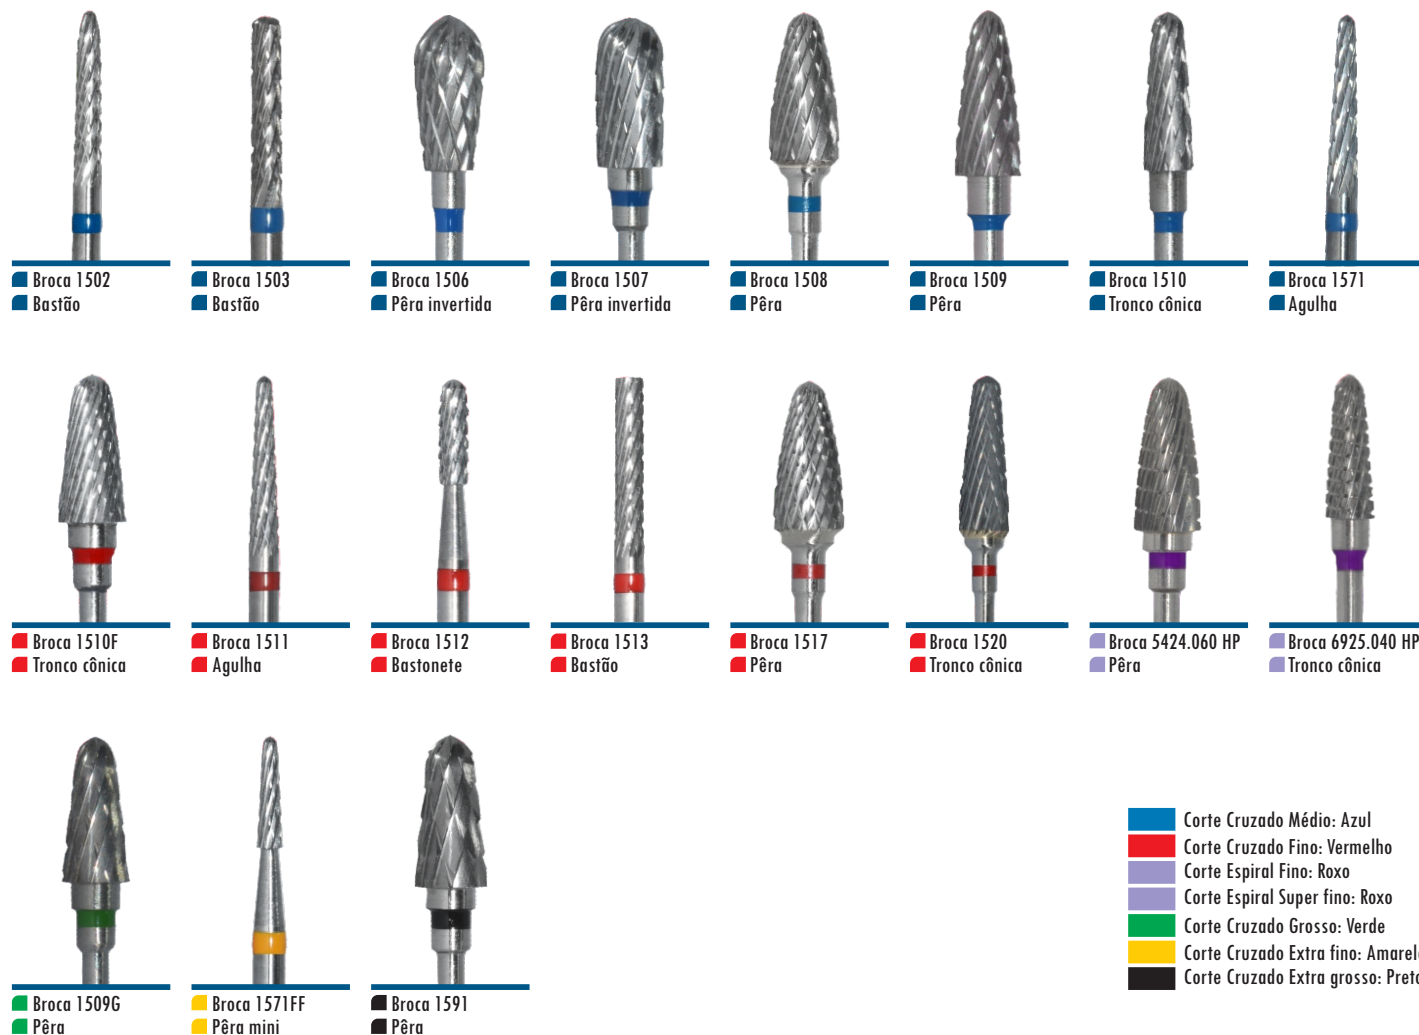 Broca 1502
Bastão
Broca 1503
Bastão
Broca 1506
Pêra invertida
Broca 1507
Pêra invertida
Broca 1508
Pêra
Broca 1509
Pêra
Broca 1510
Tronco cônica
Broca 1571
Agulha
Broca 1510F
Tronco cônica
Broca 1511
Agulha
Broca 1512
Bastonete
Broca 1513
Bastão
Broca 1517
Pêra
Broca 1520
Tronco cônica
Broca 5424.060 HP
Pêra
Broca 6925.040 HP
Tronco cônica
Broca 1509G
Pêra
Broca 1571FF
Pêra mini
Broca 1591
Pêra
Corte Cruzado Médio: Azul
Corte Cruzado Fino: Vermelho
Corte Espiral Fino: Roxo
Corte Espiral Super fino: Roxo
Corte Cruzado Grosso: Verde
Corte Cruzado Extra fino: Amarelo
Corte Cruzado Extra grosso: Preto